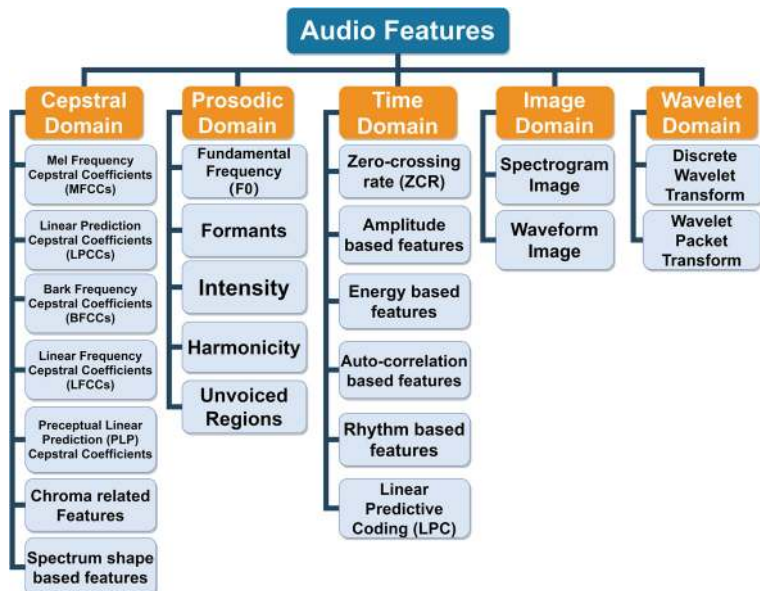 Audio Features
Cepstral
Domain
Mel Frequency
Cepstral Coefficients
(MFCCs)
Linear Prediction
Cepstral Coefficients
(LPCCs)
Bark Frequency
Cepstral Coefficients
(BFCCs)
Linear Frequency
Cepstral Coefficients
(LFCCs)
Preceptual Linear
Prediction (PLP)
Cepstral Coefficients
Chroma related
Features
Spectrum shape
based features
Prosodic
Domain
Fundamental
Frequency
(F0)
Formants
Intensity
Harmonicity
Unvoiced
Regions
Time
Domain
Zero-crossing
rate (ZCR)
Amplitude
based features
Energy based
features
Auto-correlation
based features
Rhythm based
features
Linear
Predictive
Coding (LPC)
Image
Domain
Spectrogram
Image
Waveform
Image
Wavelet
Domain
Discrete
Wavelet
Transform
Wavelet
Packet
Transform